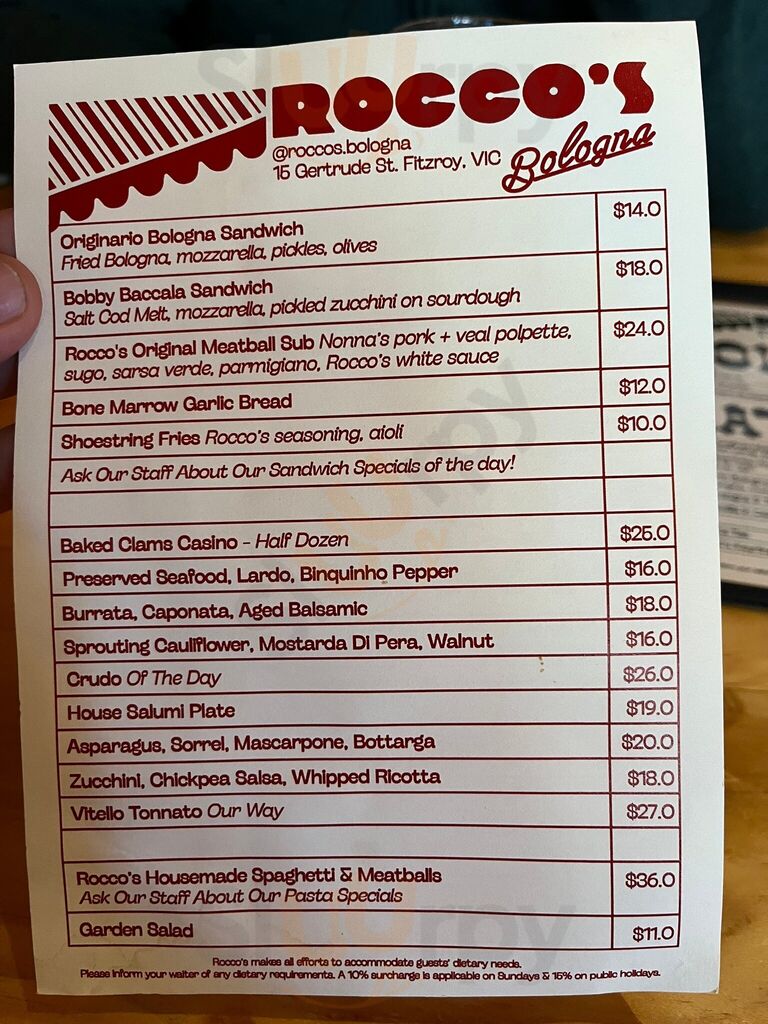 ROCCO'S
Bologna
@roccos.bologna
15 Gertrude St. Fitzroy, VIC
Originario Bologna Sandwich $14.0
Fried Bologna, mozzarella, pickles, olives
Bobby Baccala Sandwich $18.0
Salt Cod Melt, mozzarella, pickled zucchini on sourdough
Rocco's Original Meatball Sub Nonna's pork + veal polpette, $24.0
sugo, sarsa verde, parmigiano, Rocco's white sauce
Bone Marrow Garlic Bread $12.0
Shoestring Fries Rocco's seasoning, aioli $10.0
Ask Our Staff About Our Sandwich Specials of the day!
Baked Clams Casino - Half Dozen $25.0
Preserved Seafood, Lardo, Binquinho Pepper $16.0
Burrata, Caponata, Aged Balsamic $18.0
Sprouting Cauliflower, Mostarda Di Pera, Walnut $16.0
Crudo Of The Day $26.0
House Salumi Plate $19.0
Asparagus, Sorrel, Mascarpone, Bottarga $20.0
Zucchini, Chickpea Salsa, Whipped Ricotta $18.0
Vitello Tonnato Our Way $27.0
Rocco's Housemade Spaghetti & Meatballs $36.0
Ask Our Staff About Our Pasta Specials
Garden Salad $11.0
Rocco's makes all efforts to accommodate guests' dietary needs.
Please inform your waiter of any dietary requirements. A 10% surcharge is applicable on Sundays & 15% on public holidays.